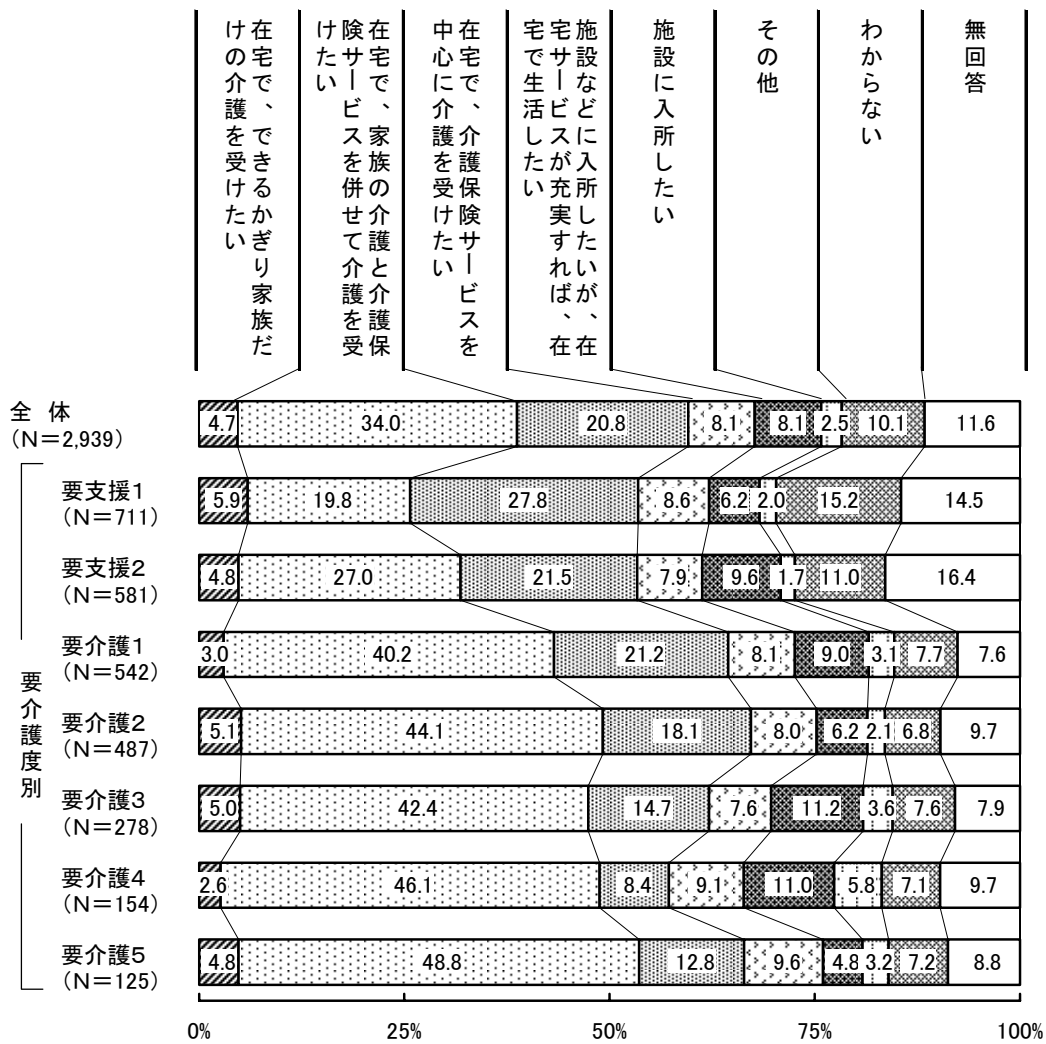 在宅で、できるかぎり家族だ
けの介護を受けたい
在宅で、家族の介護と介護保
険サービスを併せて介護を受
けたい
在宅で、介護保険サービスを
中心に介護を受けたい
施設などに入所したいが、在
宅サービスが充実すれば、在
宅で生活したい
施設に入所したい
その他
わからない
無回答
全 体
(N=2,939)
4.7 34.0 20.8 8.1 8.1 2.5 10.1 11.6
要介護度別
要支援1
(N=711)
5.9 19.8 27.8 8.6 6.2 2.0 15.2 14.5
要支援2
(N=581)
4.8 27.0 21.5 7.9 9.6 1.7 11.0 16.4
要介護1
(N=542)
3.0 40.2 21.2 8.1 9.0 3.1 7.7 7.6
要介護2
(N=487)
5.1 44.1 18.1 8.0 6.2 2.1 6.8 9.7
要介護3
(N=278)
5.0 42.4 14.7 7.6 11.2 3.6 7.6 7.9
要介護4
(N=154)
2.6 46.1 8.4 9.1 11.0 5.8 7.1 9.7
要介護5
(N=125)
4.8 48.8 12.8 9.6 4.8 3.2 7.2 8.8
0% 25% 50% 75% 100%